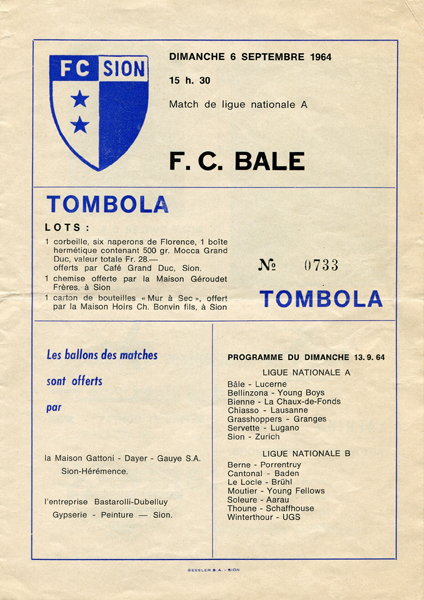 FC SION
DIMANCHE 6 SEPTEMBRE 1964
15 h. 30
Match de ligue nationale A
F. C. BALE
TOMBOLA
LOTS :
1 corbeille, six naperons de Florence, 1 boîte
hermétique contenant 500 gr. Mocca Grand
Duc, valeur totale Fr. 28.—
offerts par Café Grand Duc, Sion.
1 chemise offerte par la Maison Géroudet
Frères, à Sion
1 carton de bouteilles « Mur à Sec », offert
par la Maison Hoirs Ch. Bonvin fils, à Sion
No 0733
TOMBOLA
Les ballons des matches
sont offerts
par
la Maison Gattoni - Dayer - Gauye S.A.
Sion-Hérémence.
l'entreprise Bastarolli-Dubelluy
Gypserie - Peinture — Sion.
PROGRAMME DU DIMANCHE 13. 9. 64
LIGUE NATIONALE A
Bâle - Lucerne
Bellinzona - Young Boys
Bienne - La Chaux-de-Fonds
Chiasso - Lausanne
Grasshoppers - Granges
Servette - Lugano
Sion - Zurich
LIGUE NATIONALE B
Berne - Porrentruy
Cantonal - Baden
Le Locle - Brühl
Moutier - Young Fellows
Soleure - Aarau
Thoune - Schaffhouse
Winterthour - UGS
GESSLER S.A. - SION